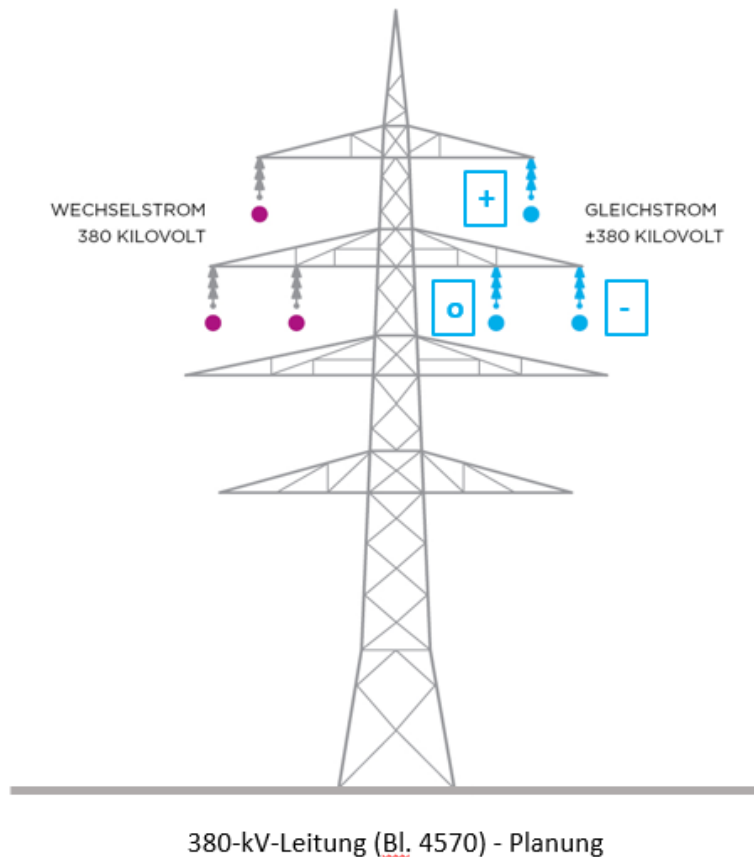 +
WECHSELSTROM
380 KILOVOLT
GLEICHSTROM
±380 KILOVOLT
o
-
380-kV-Leitung (Bl. 4570) - Planung